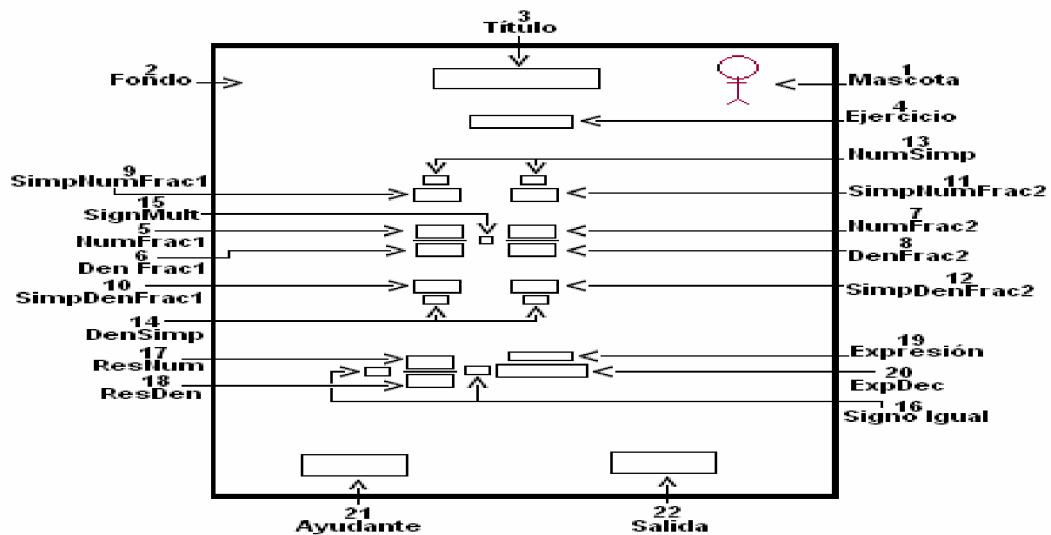 3
Título
2
Fondo
1
Mascota
4
Ejercicio
13
NumSimp
9
SimpNumFrac1
11
SimpNumFrac2
15
SignMult
7
NumFrac2
5
NumFrac1
8
DenFrac2
6
Den Frac1
10
SimpDenFrac1
12
SimpDenFrac2
14
DenSimp
19
Expresión
17
ResNum
20
ExpDec
18
ResDen
16
Signo Igual
21
Ayudante
22
Salida